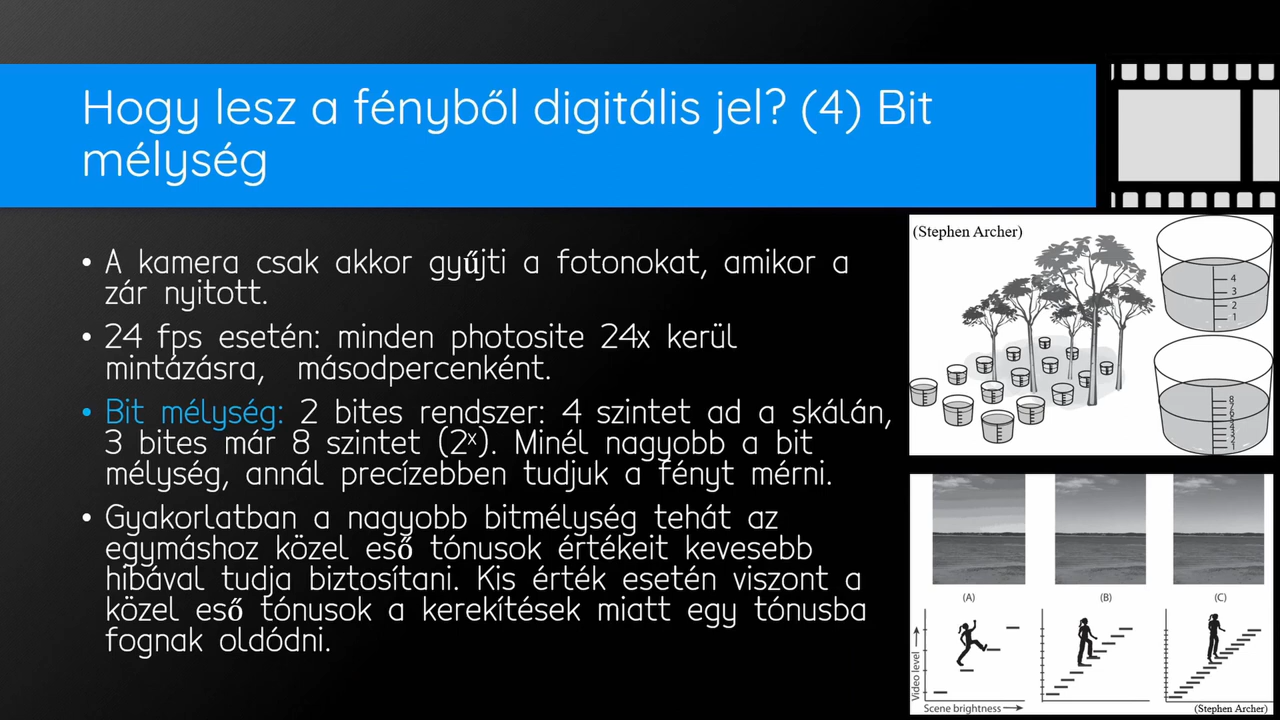 Hogy lesz a fényből digitális jel? (4) Bit
mélység
• A kamera csak akkor gyűjti a fotonokat, amikor a
zár nyitott.
• 24 fps esetén: minden photosite 24x kerül
mintázásra, másodpercenként.
• Bit mélység: 2 bites rendszer: 4 szintet ad a skálán,
3 bites már 8 szintet (2ˣ). Minél nagyobb a bit
mélység, annál precízebben tudjuk a fényt mérni.
• Gyakorlatban a nagyobb bitmélység tehát az
egymáshoz közel eső tónusok értékeit kevesebb
hibával tudja biztosítani. Kis érték esetén viszont a
közel eső tónusok a kerekítések miatt egy tónusba
fognak oldódni.
(Stephen Archer)
4
3
2
1
8
(A) (B) (C)
Video level
Scene brightness
(Stephen Archer)